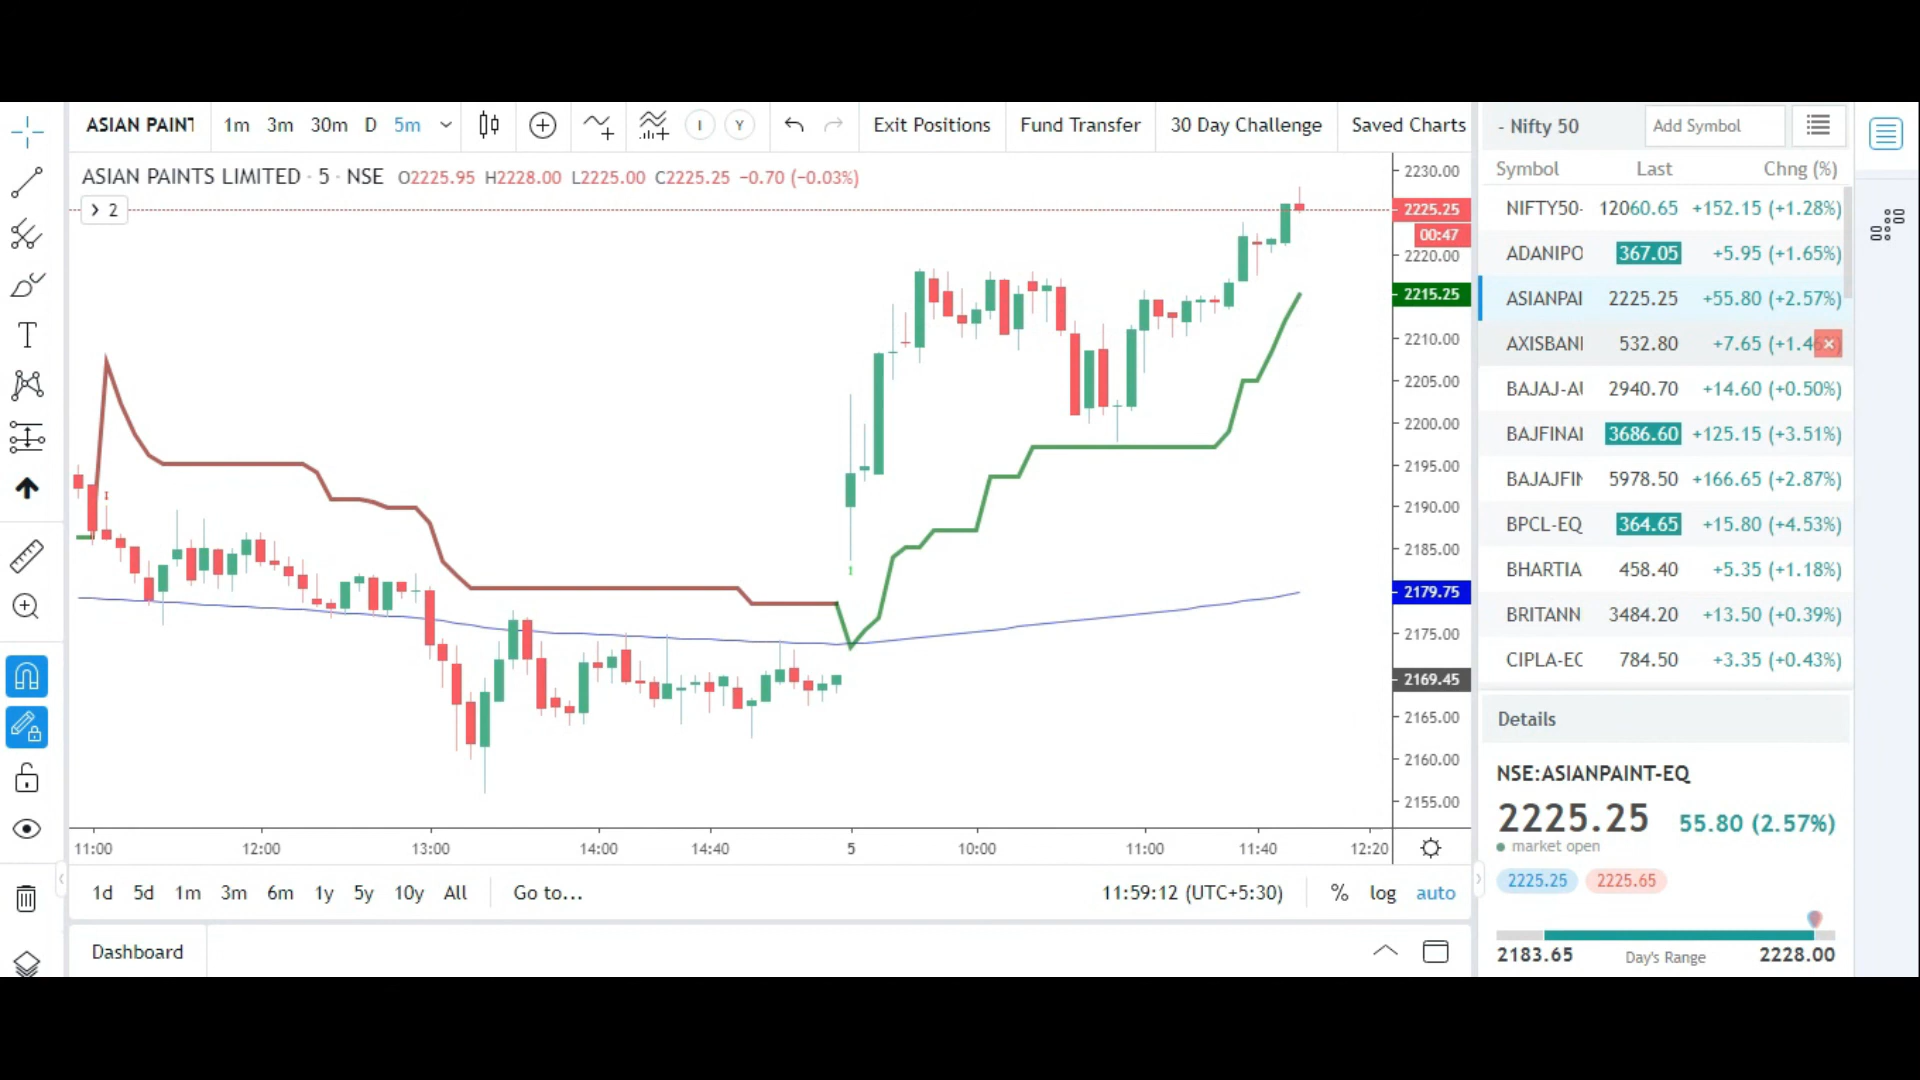 ASIAN PAINT 1m 3m 30m D 5m I Y Exit Positions Fund Transfer 30 Day Challenge Saved Charts
ASIAN PAINTS LIMITED · 5 · NSE O2225.95 H2228.00 L2225.00 C2225.25 −0.70 (−0.03%)
2
2230.00
2225.25
00:47
2220.00
2215.25
2210.00
2205.00
2200.00
2195.00
2190.00
2185.00
2179.75
2175.00
2169.45
2165.00
2160.00
2155.00
11:00 12:00 13:00 14:00 14:40 5 10:00 11:00 11:40 12:20
1d 5d 1m 3m 6m 1y 5y 10y All Go to... 11:59:12 (UTC+5:30) % log auto
Dashboard
- Nifty 50 Add Symbol
Symbol Last Chng (%)
NIFTY50- 12060.65 +152.15 (+1.28%)
ADANIPO 367.05 +5.95 (+1.65%)
ASIANPAI 2225.25 +55.80 (+2.57%)
AXISBANI 532.80 +7.65 (+1.4
BAJAJ-AU 2940.70 +14.60 (+0.50%)
BAJFINAI 3686.60 +125.15 (+3.51%)
BAJAJFIN 5978.50 +166.65 (+2.87%)
BPCL-EQ 364.65 +15.80 (+4.53%)
BHARTIA 458.40 +5.35 (+1.18%)
BRITANN 3484.20 +13.50 (+0.39%)
CIPLA-EC 784.50 +3.35 (+0.43%)
Details
NSE:ASIANPAINT-EQ
2225.25 55.80 (2.57%)
market open
2225.25 2225.65
2183.65 Day's Range 2228.00